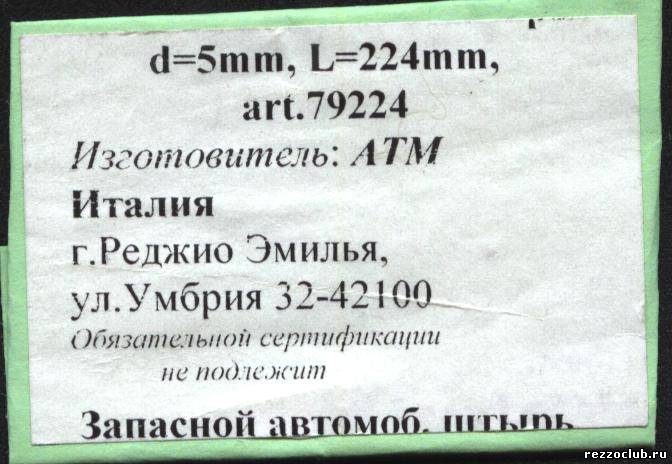 d=5mm, L=224mm,
art.79224
Изготовитель: АТМ
Италия
г.Реджио Эмилья,
ул.Умбрия 32-42100
Обязательной сертификации
не подлежит
Запасной автомоб. штырь
rezzoclub.ru